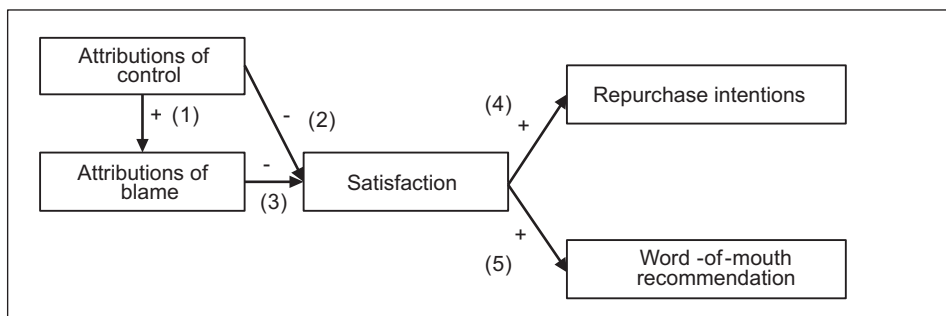 Attributions of
control
+ (1)
- (2)
Attributions of
blame
-
(3)
Satisfaction
(4)
+
Repurchase intentions
+
(5)
Word -of-mouth
recommendation